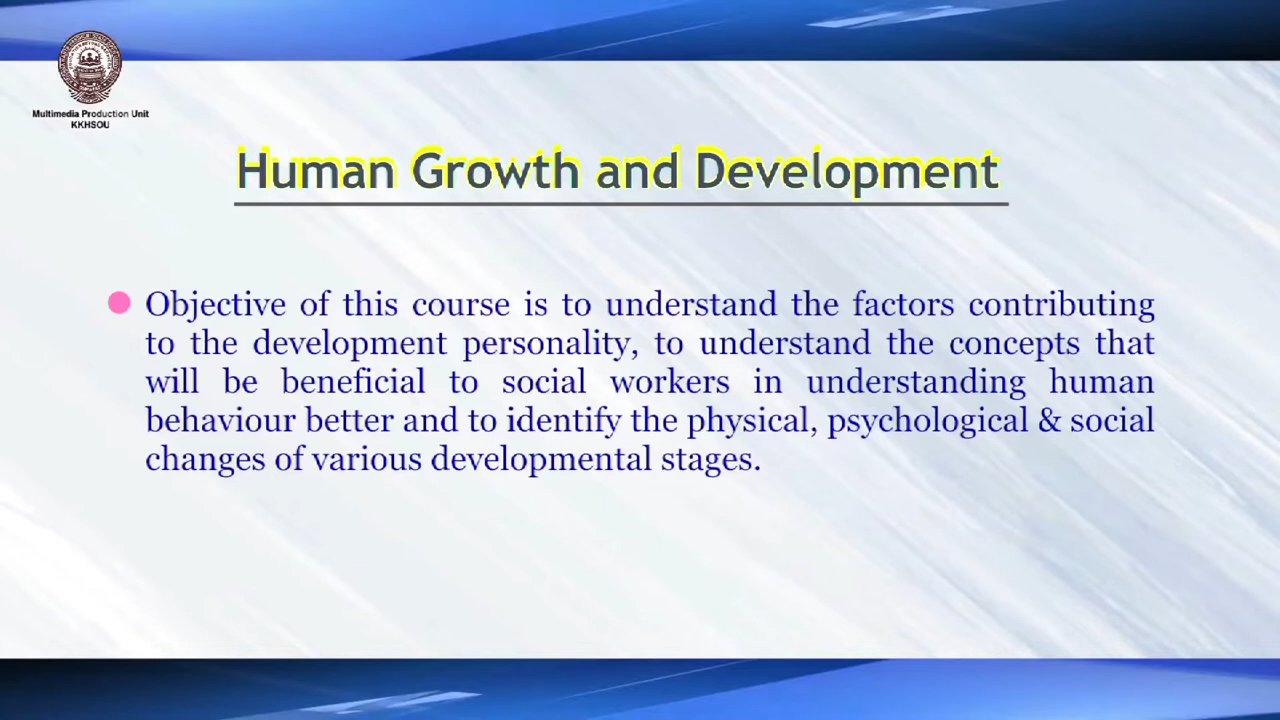 Multimedia Production Unit
KKHSOU
Human Growth and Development
Objective of this course is to understand the factors contributing
to the development personality, to understand the concepts that
will be beneficial to social workers in understanding human
behaviour better and to identify the physical, psychological & social
changes of various developmental stages.